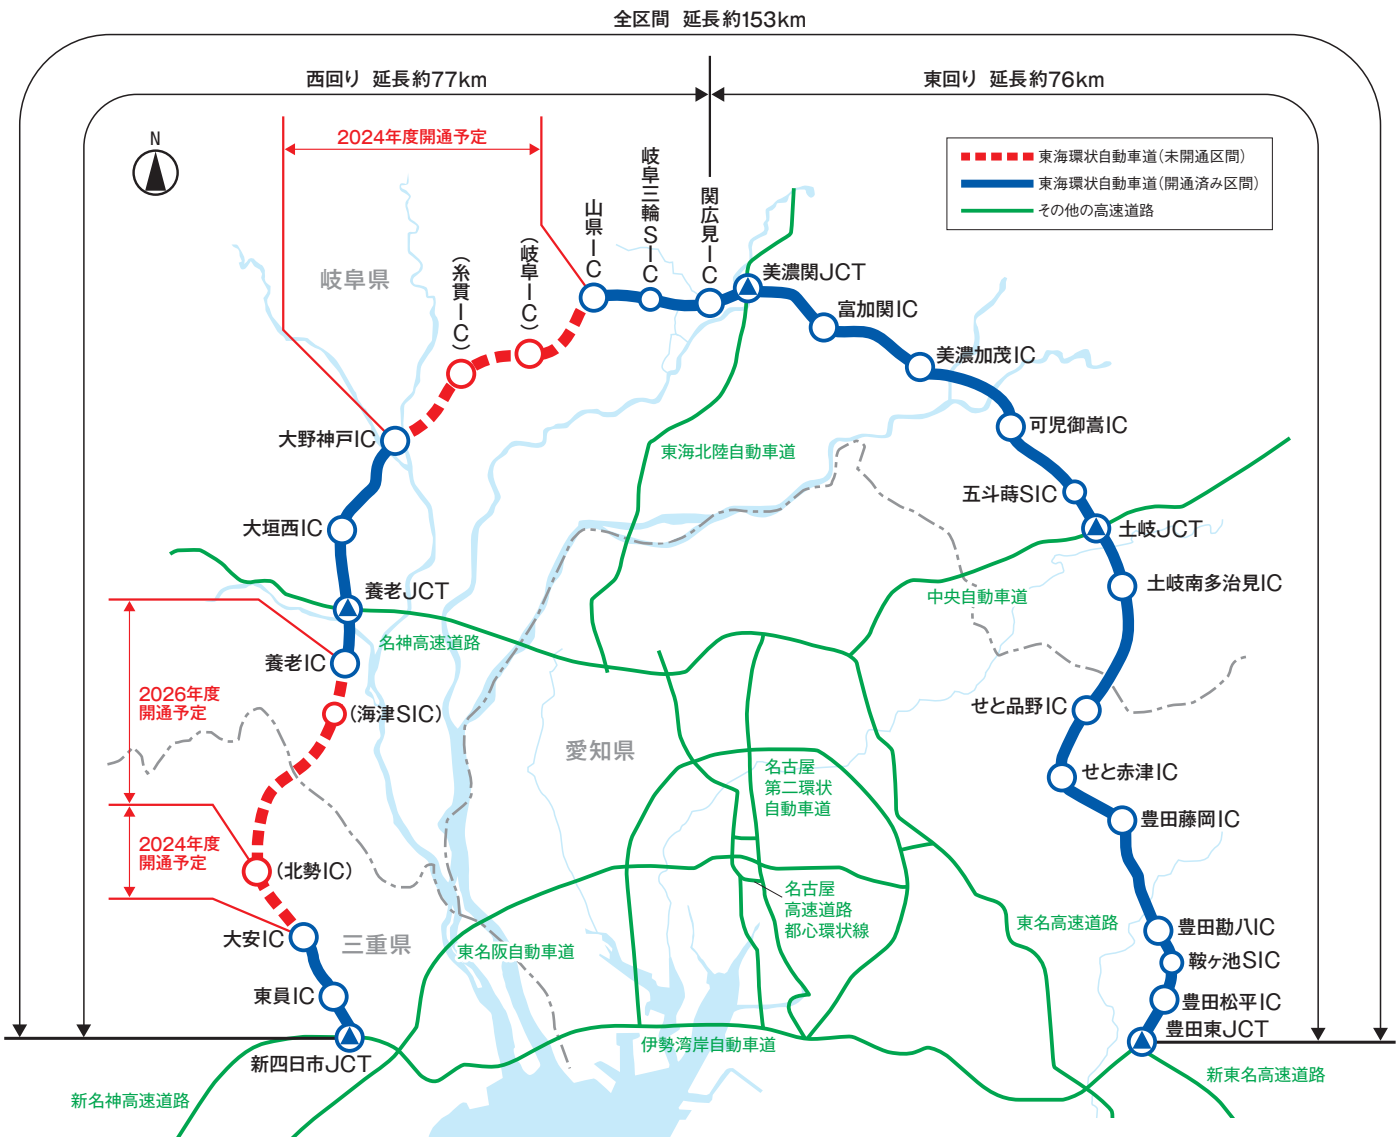 全区間 延長約153km
西回り 延長約77km
東回り 延長約76km
N
2024年度開通予定
東海環状自動車道(未開通区間)
東海環状自動車道(開通済み区間)
その他の高速道路
岐阜県
(糸貫IC)
(岐阜IC)
山県IC
岐阜三輪SIC
関広見IC
美濃関JCT
富加関IC
美濃加茂IC
可児御嵩IC
五斗蒔SIC
土岐JCT
土岐南多治見IC
せと品野IC
せと赤津IC
豊田藤岡IC
豊田勘八IC
鞍ヶ池SIC
豊田松平IC
豊田東JCT
大野神戸IC
大垣西IC
養老JCT
養老IC
2026年度
開通予定
(海津SIC)
2024年度
開通予定
(北勢IC)
大安IC
東員IC
新四日市JCT
三重県
愛知県
東海北陸自動車道
中央自動車道
名神高速道路
名古屋
第二環状
自動車道
名古屋
高速道路
都心環状線
東名高速道路
東名阪自動車道
伊勢湾岸自動車道
新名神高速道路
新東名高速道路